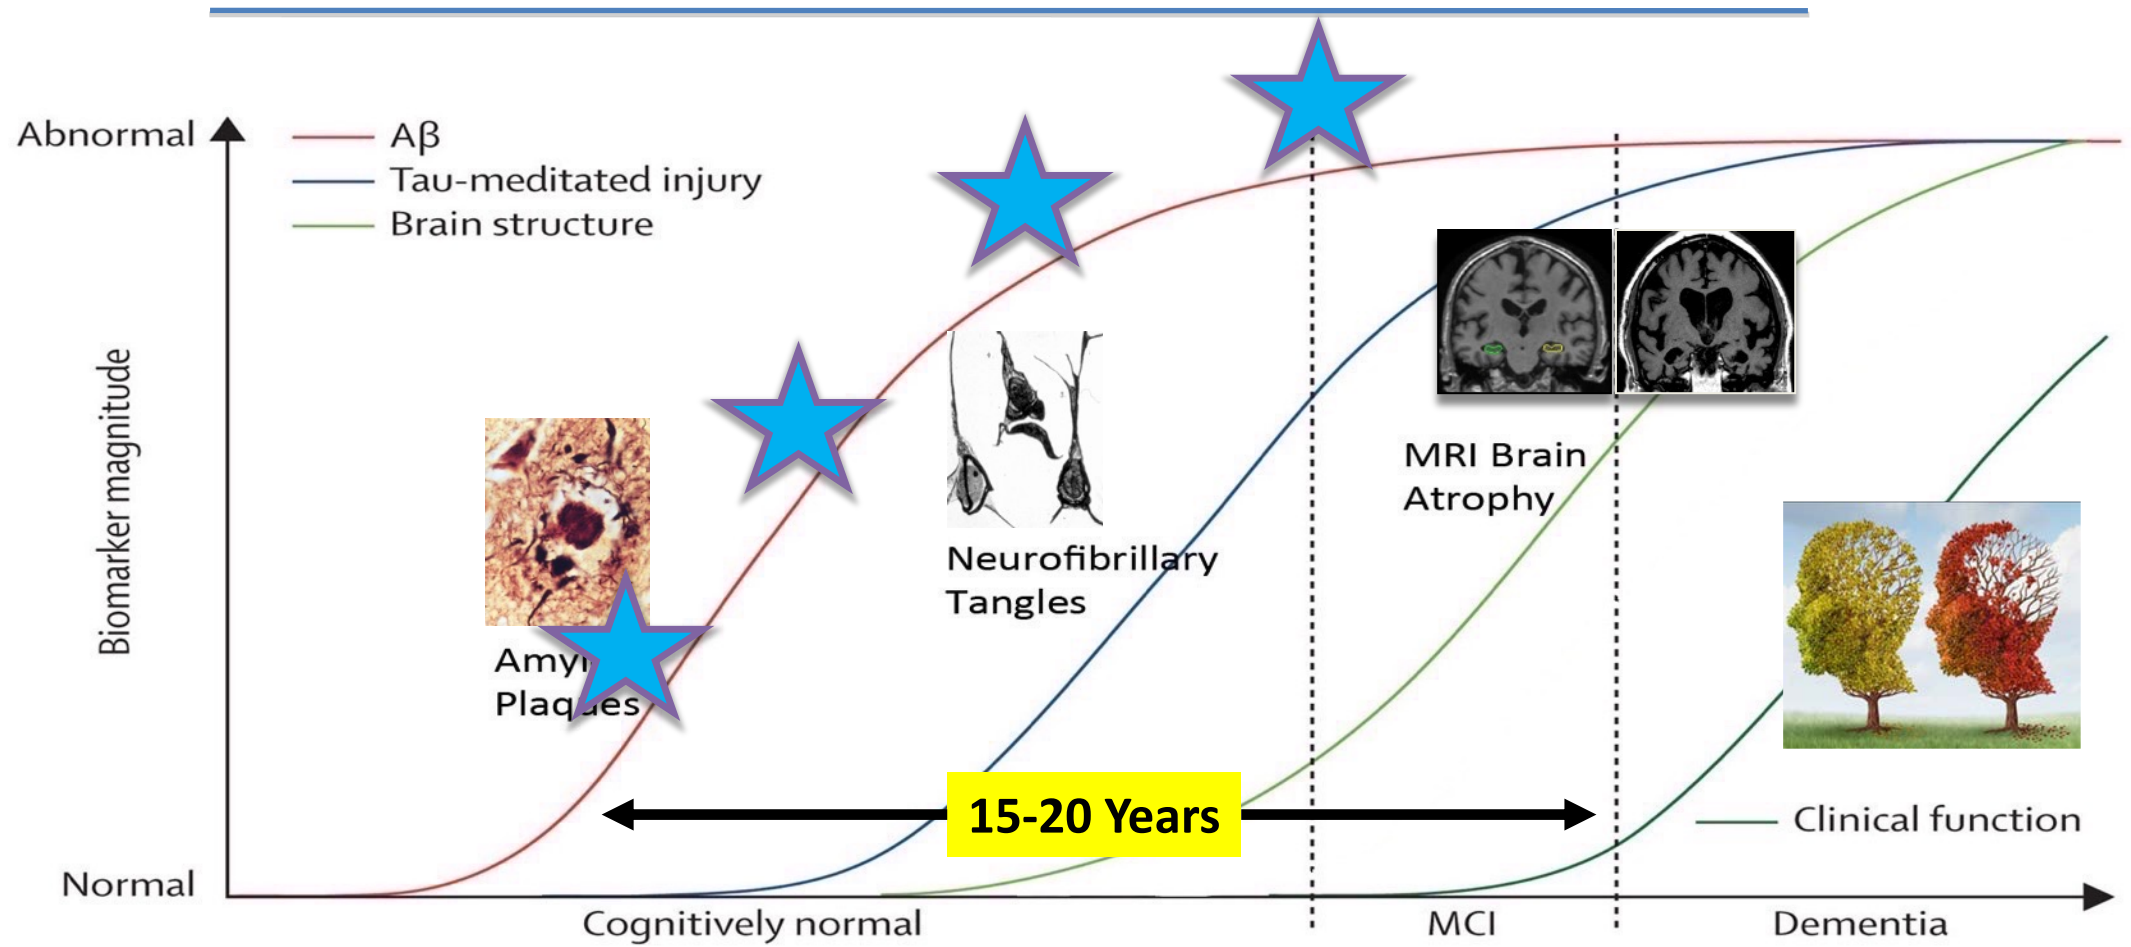 Abnormal
Aβ
Tau-meditated injury
Brain structure
Biomarker magnitude
MRI Brain
Atrophy
Neurofibrillary
Tangles
Plaques
15-20 Years
Clinical function
Normal
Cognitively normal
MCI
Dementia